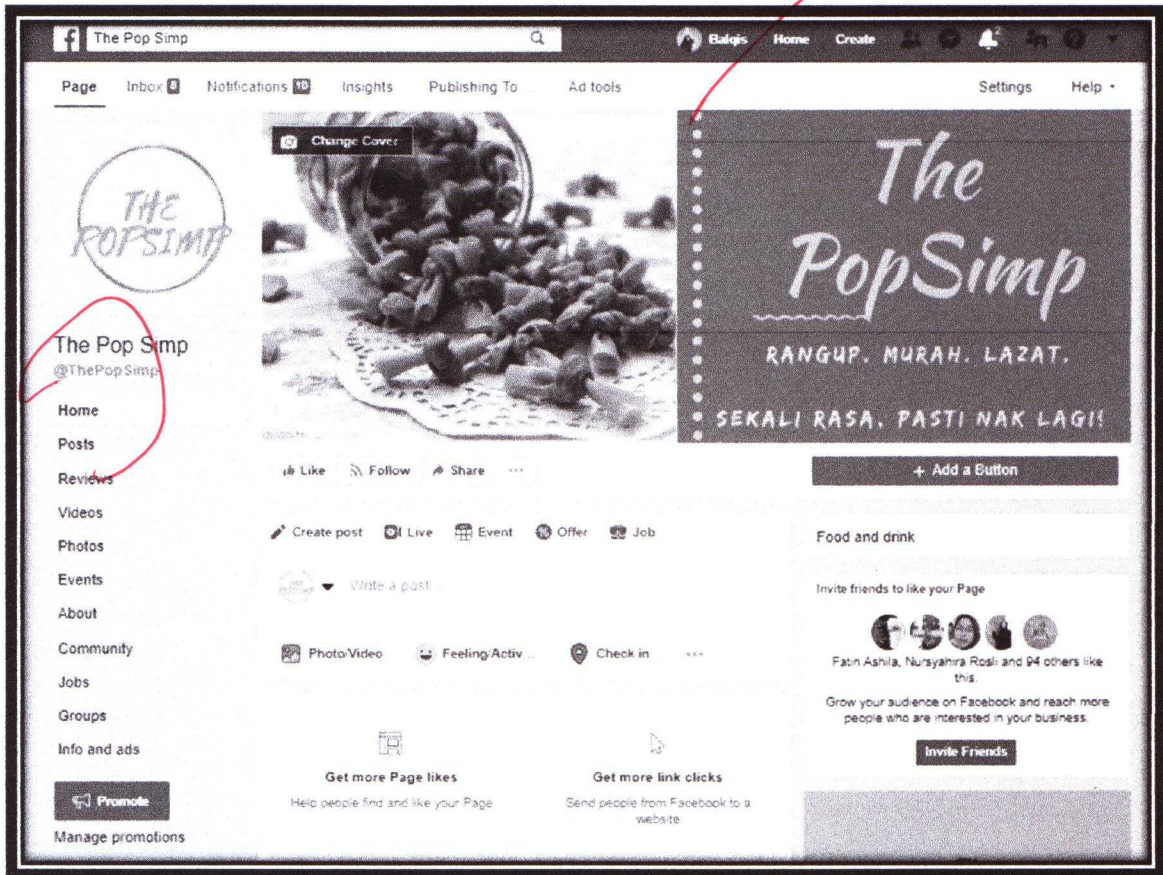 The Pop Simp
Balqis Home Create 2
Page Inbox 8 Notifications 10 Insights Publishing To... Ad tools Settings Help
Change Cover
THE
POPSIMP
The
PopSimp
RANGUP. MURAH. LAZAT.
SEKALI RASA, PASTI NAK LAGI!
The Pop Simp
@ThePopSimp
Home
Posts
Reviews
Videos
Photos
Events
About
Community
Jobs
Groups
Info and ads
Promote
Manage promotions
Like Follow Share ...
+ Add a Button
Create post Live Event Offer Job
Write a post...
Photo/Video Feeling/Activ... Check in ...
Get more Page likes
Help people find and like your Page
Get more link clicks
Send people from Facebook to a
website
Food and drink
Invite friends to like your Page
Fatin Ashila, Nursyahira Rosli and 94 others like
this.
Grow your audience on Facebook and reach more
people who are interested in your business.
Invite Friends